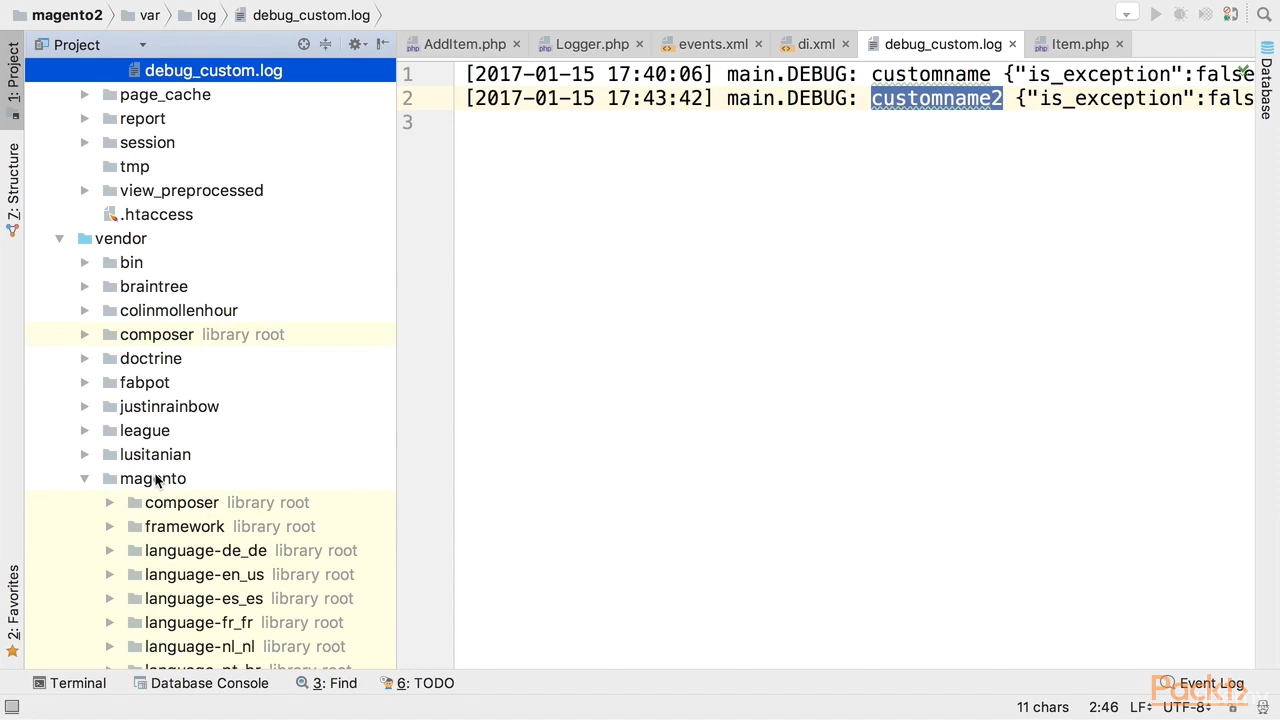 magento2 var log debug_custom.log
Project
AddItem.php × Logger.php × events.xml × di.xml × debug_custom.log × Item.php ×
1: Project
7: Structure
2: Favorites
Database
debug_custom.log
page_cache
report
session
tmp
view_preprocessed
.htaccess
vendor
bin
braintree
colinmollenhour
composer library root
doctrine
fabpot
justinrainbow
league
lusitanian
magento
composer library root
framework library root
language-de_de library root
language-en_us library root
language-es_es library root
language-fr_fr library root
language-nl_nl library root
1 [2017-01-15 17:40:06] main.DEBUG: customname {"is_exception":false
2 [2017-01-15 17:43:42] main.DEBUG: customname2 {"is_exception":fals
3
Terminal Database Console 3: Find 6: TODO Event Log
Packt
11 chars 2:46 LF UTF-8